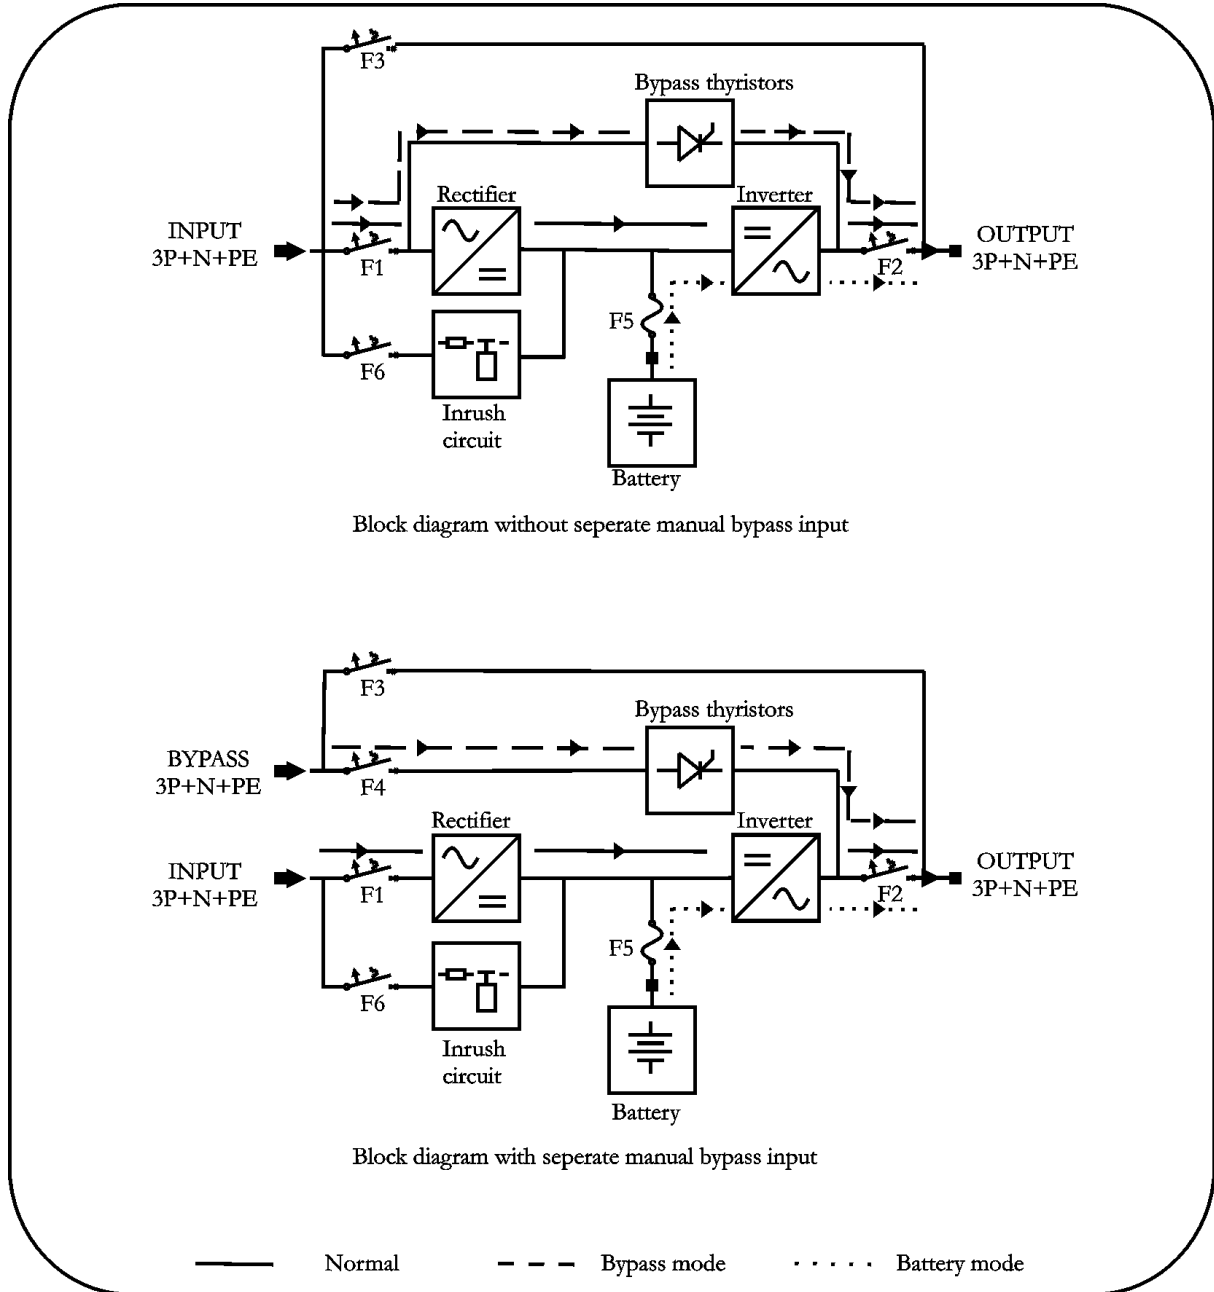 F3
Bypass thyristors
Rectifier
Inverter
INPUT
3P+N+PE
F1
F2
OUTPUT
3P+N+PE
F5
F6
Inrush
circuit
Battery
Block diagram without seperate manual bypass input
F3
Bypass thyristors
BYPASS
3P+N+PE
F4
Rectifier
Inverter
INPUT
3P+N+PE
F1
F2
OUTPUT
3P+N+PE
F5
F6
Inrush
circuit
Battery
Block diagram with seperate manual bypass input
Normal
Bypass mode
Battery mode